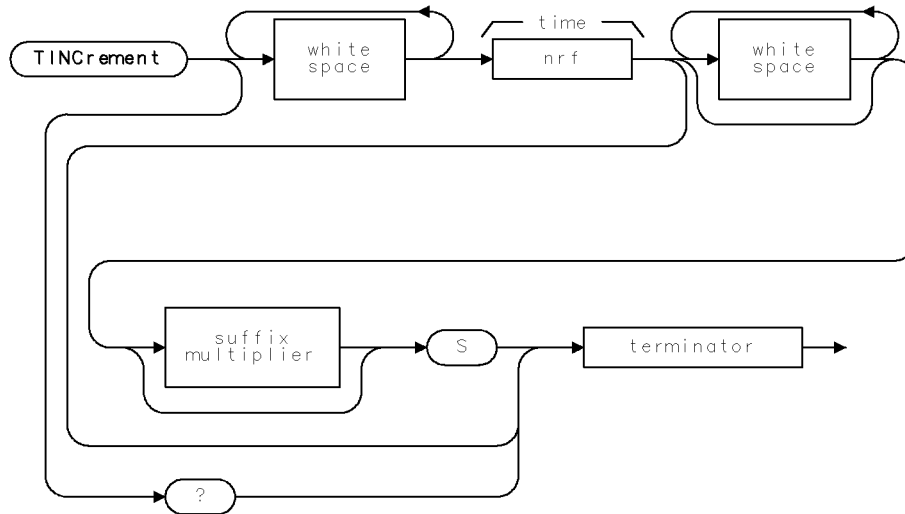 time
TINCrement
white
space
nrf
white
space
suffix
multiplier
S
terminator
?